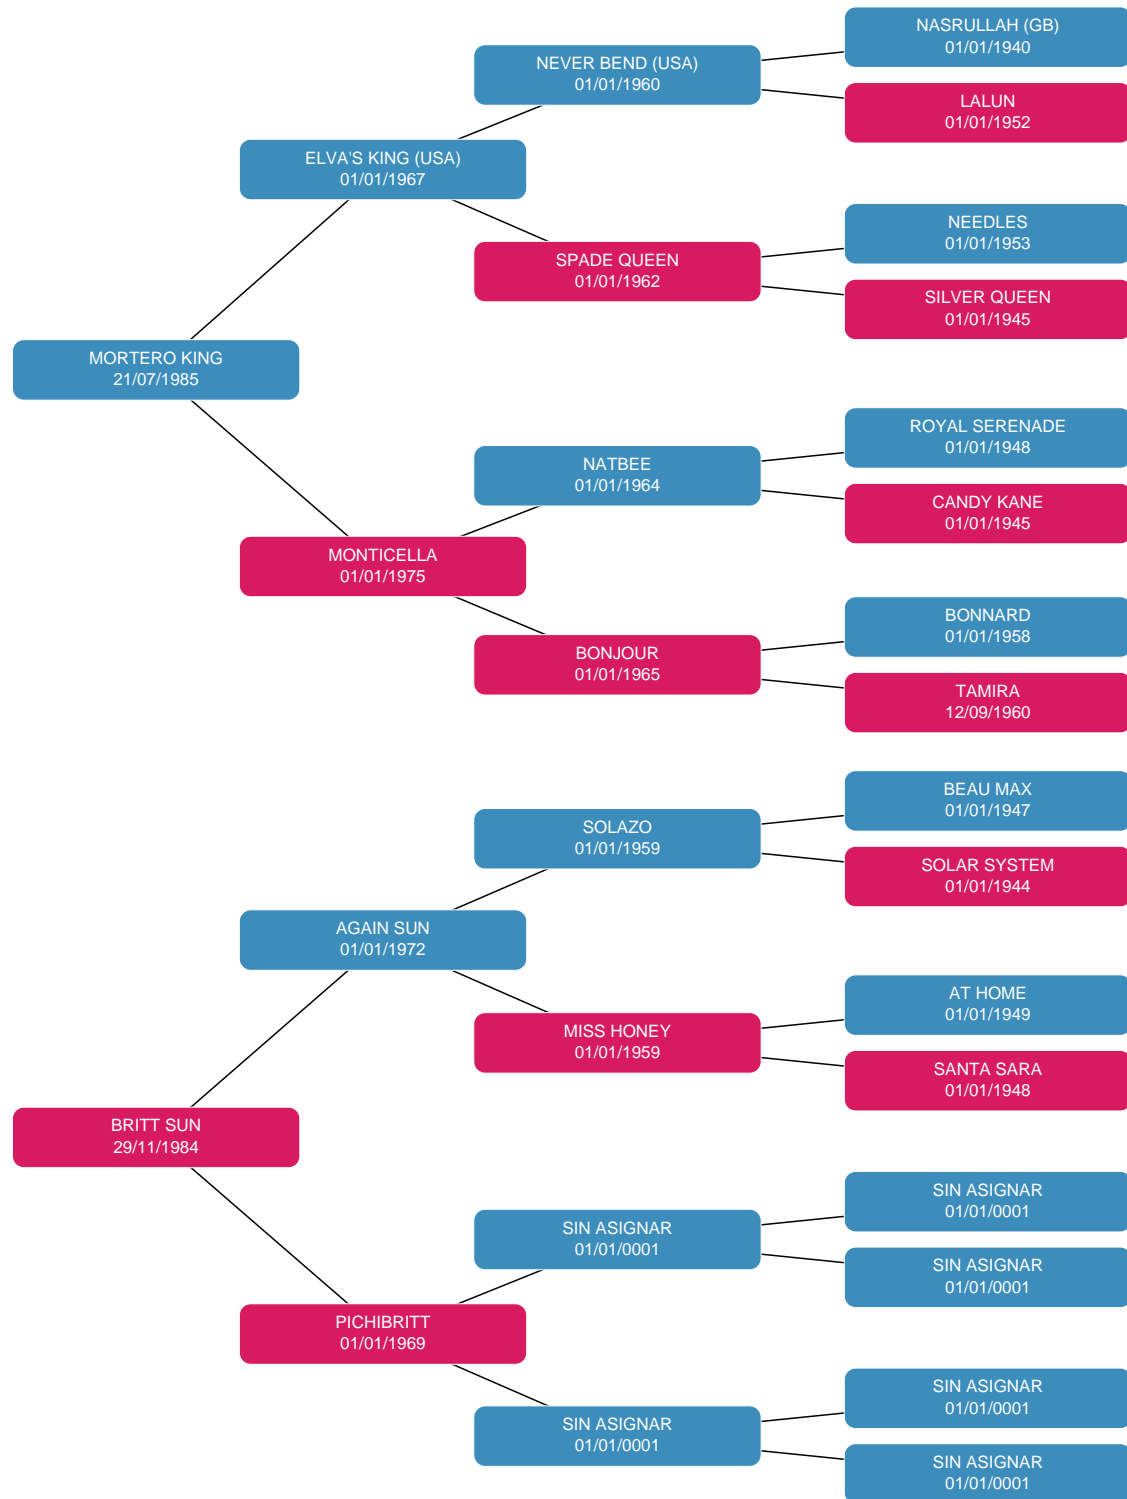 NASRULLAH (GB)
01/01/1940
NEVER BEND (USA)
01/01/1960
LALUN
01/01/1952
ELVA'S KING (USA)
01/01/1967
NEEDLES
01/01/1953
SPADE QUEEN
01/01/1962
SILVER QUEEN
01/01/1945
MORTERO KING
21/07/1985
ROYAL SERENADE
01/01/1948
NATBEE
01/01/1964
CANDY KANE
01/01/1945
MONTICELLA
01/01/1975
BONNARD
01/01/1958
BONJOUR
01/01/1965
TAMIRA
12/09/1960
BEAU MAX
01/01/1947
SOLAZO
01/01/1959
SOLAR SYSTEM
01/01/1944
AGAIN SUN
01/01/1972
AT HOME
01/01/1949
MISS HONEY
01/01/1959
SANTA SARA
01/01/1948
BRITT SUN
29/11/1984
SIN ASIGNAR
01/01/0001
SIN ASIGNAR
01/01/0001
SIN ASIGNAR
01/01/0001
PICHIBRITT
01/01/1969
SIN ASIGNAR
01/01/0001
SIN ASIGNAR
01/01/0001
SIN ASIGNAR
01/01/0001